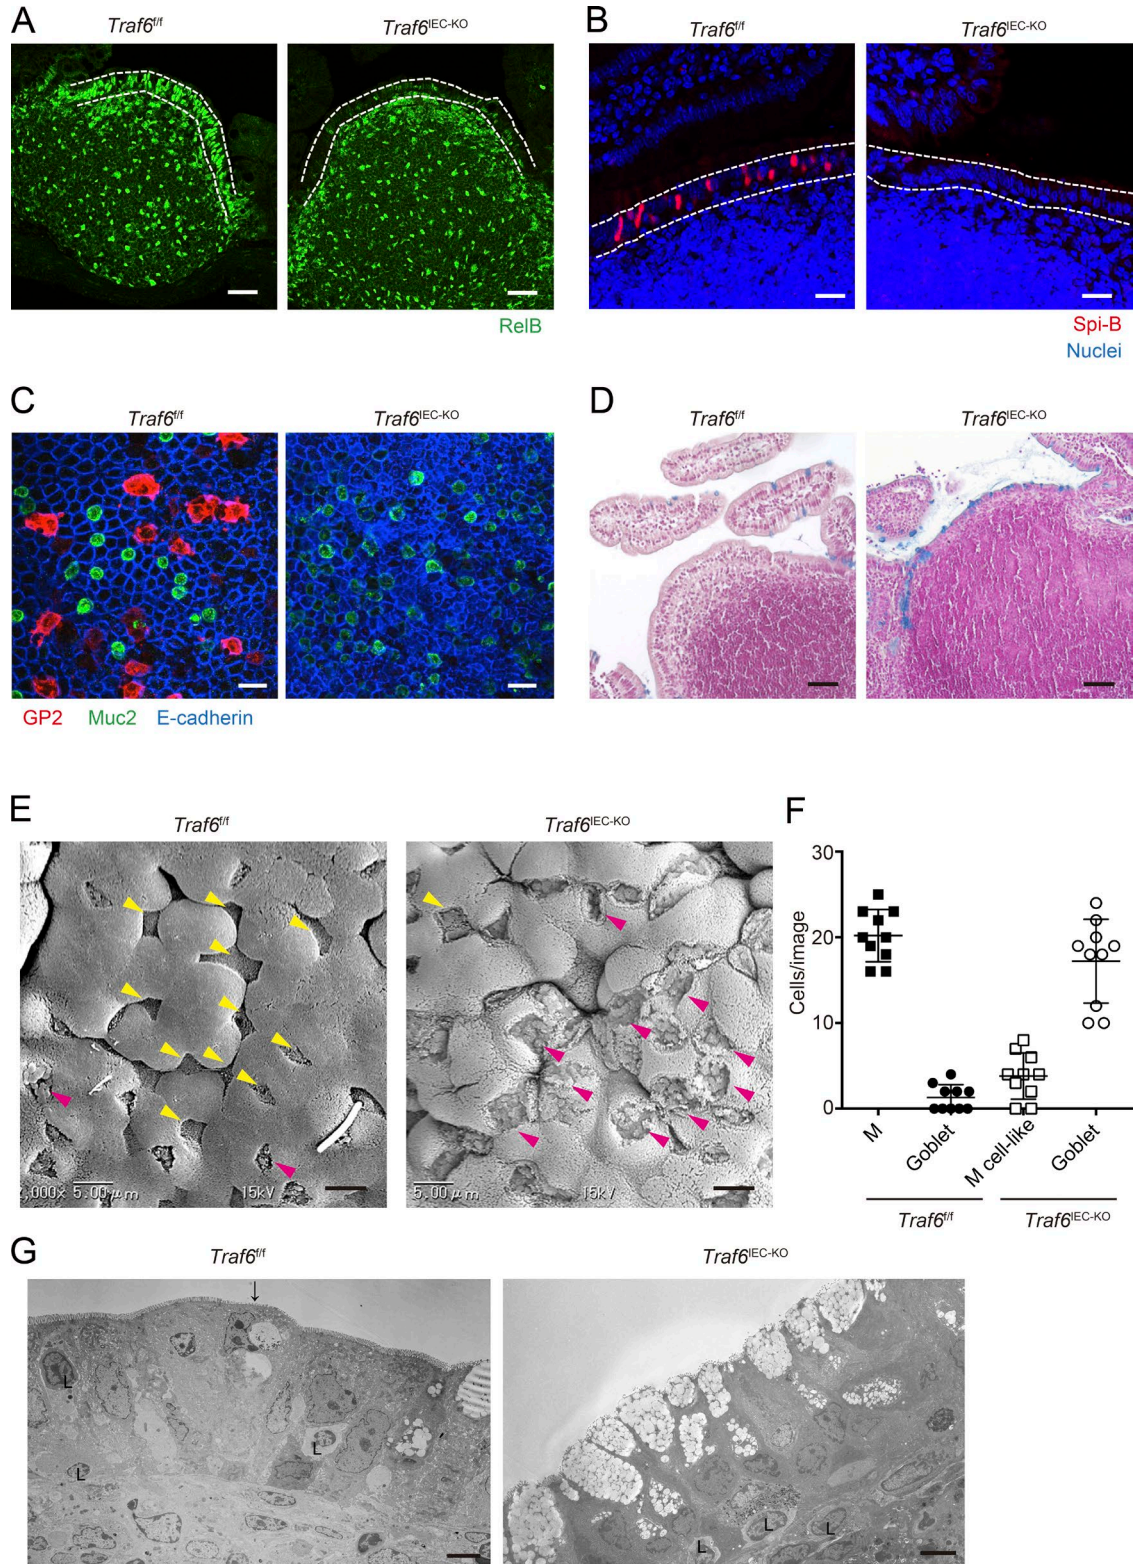 A
Traf6f/f
Traf6IEC-KO
RelB
B
Traf6f/f
Traf6IEC-KO
Spi-B
Nuclei
C
Traf6f/f
Traf6IEC-KO
GP2 Muc2 E-cadherin
D
Traf6f/f
Traf6IEC-KO
E
Traf6f/f
Traf6IEC-KO
,000x 5.00 μm 15kV
5.00 μm 15kV
F
Cells/image
30
20
10
0
M
Goblet
M cell-like
Goblet
Traf6f/f
Traf6IEC-KO
G
Traf6f/f
Traf6IEC-KO
L
L
L
L
L
L